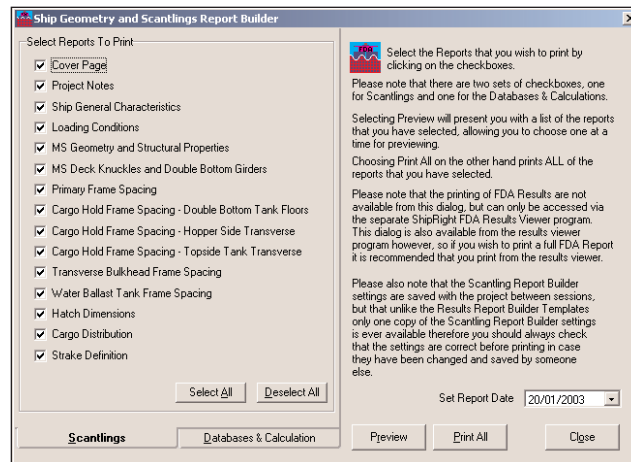 Ship Geometry and Scantlings Report Builder
Select Reports To Print
Cover Page
Project Notes
Ship General Characteristics
Loading Conditions
MS Geometry and Structural Properties
MS Deck Knuckles and Double Bottom Girders
Primary Frame Spacing
Cargo Hold Frame Spacing - Double Bottom Tank Floors
Cargo Hold Frame Spacing - Hopper Side Transverse
Cargo Hold Frame Spacing - Topside Tank Transverse
Transverse Bulkhead Frame Spacing
Water Ballast Tank Frame Spacing
Hatch Dimensions
Cargo Distribution
Strake Definition
Select All
Deselect All
Scantlings
Databases & Calculation
FDA
Select the Reports that you wish to print by
clicking on the checkboxes.
Please note that there are two sets of checkboxes, one
for Scantlings and one for the Databases & Calculations.
Selecting Preview will present you with a list of the reports
that you have selected, allowing you to choose one at a
time for previewing.
Choosing Print All on the other hand prints ALL of the
reports that you have selected.
Please note that the printing of FDA Results are not
available from this dialog, but can only be accessed via
the separate ShipRight FDA Results Viewer program.
This dialog is also available from the results viewer
program however, so if you wish to print a full FDA Report
it is recommended that you print from the results viewer.
Please also note that the Scantling Report Builder
settings are saved with the project between sessions,
but that unlike the Results Report Builder Templates
only one copy of the Scantling Report Builder settings
is ever available therefore you should always check
that the settings are correct before printing in case
they have been changed and saved by someone
else.
Set Report Date
20/01/2003
Preview
Print All
Close